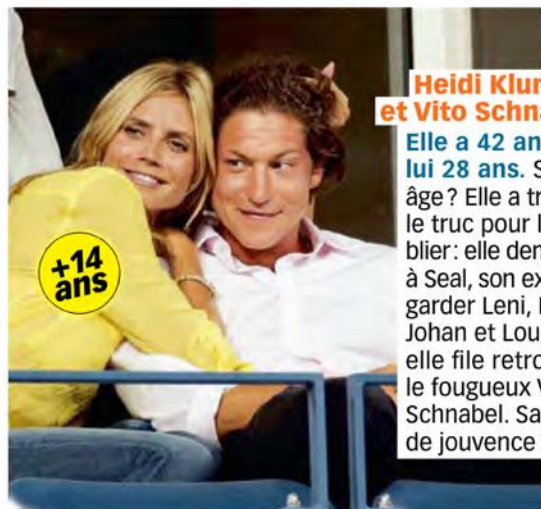 +14
ans
Heidi Klu
et Vito Schna
Elle a 42 an
lui 28 ans. S
âge ? Elle a tr
le truc pour l
blier : elle den
à Seal, son ex
garder Leni,
Johan et Lou
elle file retro
le fougueux V
Schnabel. Sa
de jouvence